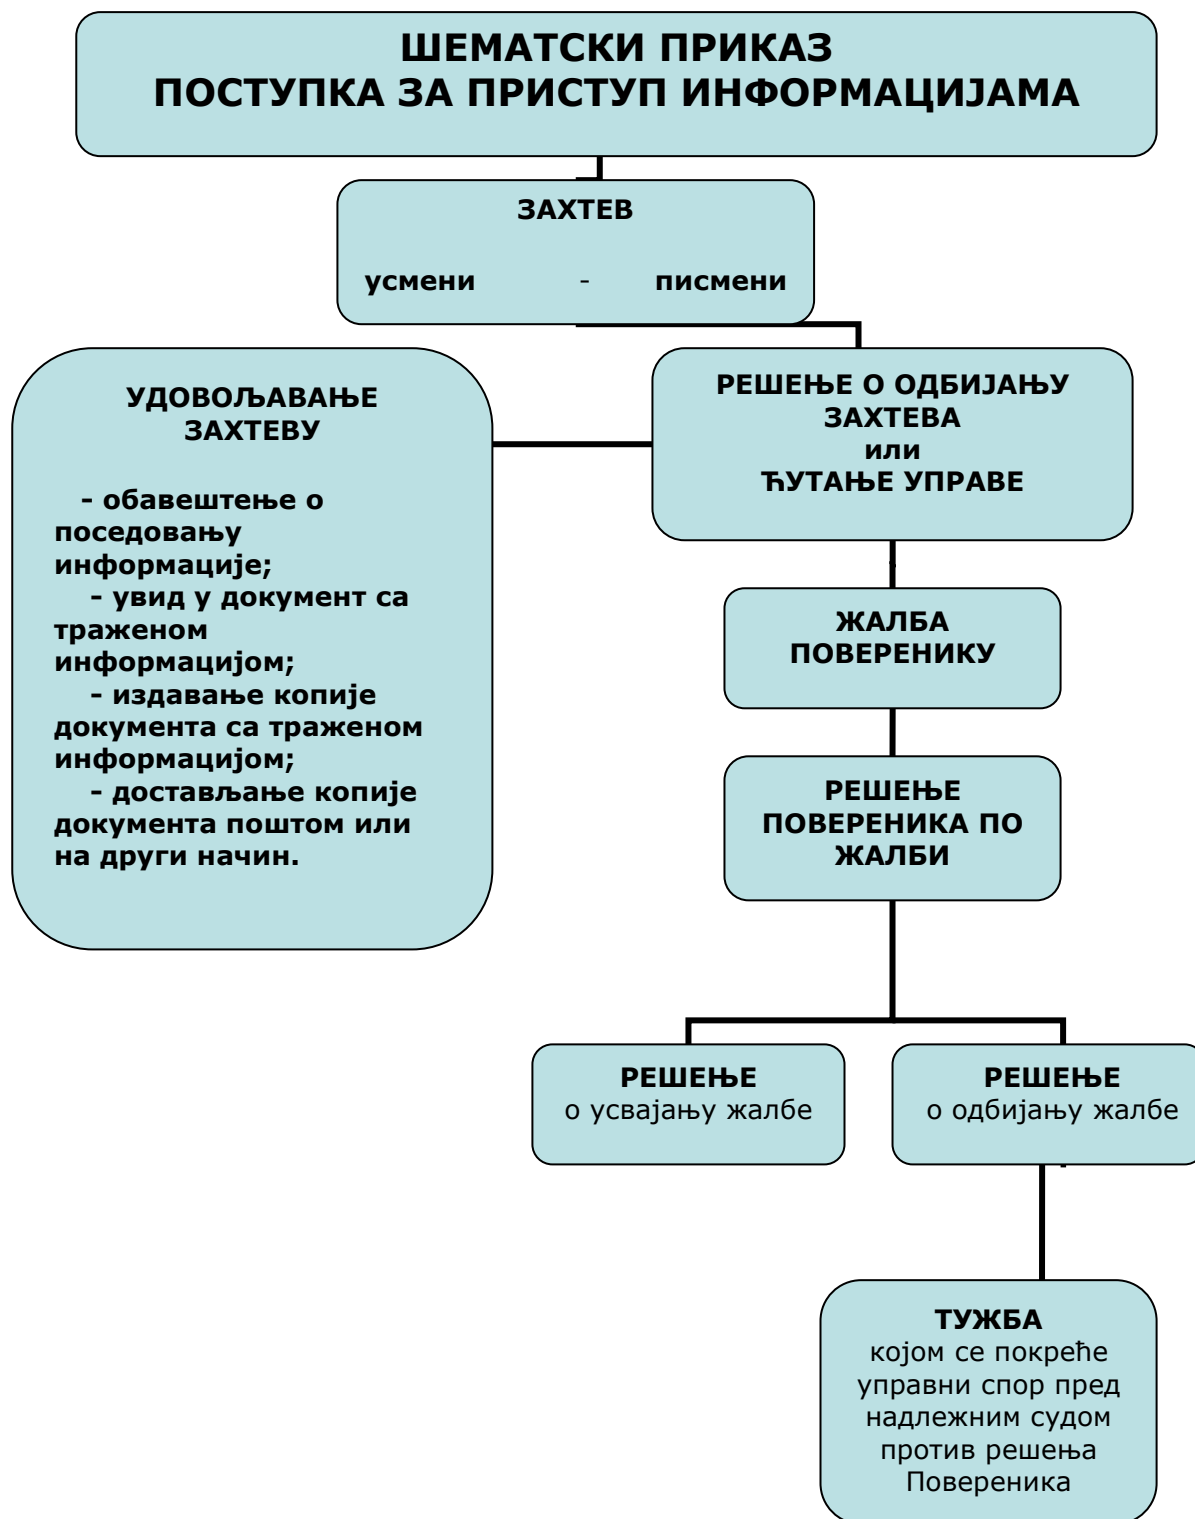 ШЕМАТСКИ ПРИКАЗ
ПОСТУПКА ЗА ПРИСТУП ИНФОРМАЦИЈАМА
ЗАХТЕВ
усмени - писмени
УДОВОЉАВАЊЕ
ЗАХТЕВУ
- обавештење о
поседовању
информације;
- увид у документ са
траженом
информацијом;
- издавање копије
документа са траженом
информацијом;
- достављање копије
документа поштом или
на други начин.
РЕШЕЊЕ О ОДБИЈАЊУ
ЗАХТЕВА
или
ЋУТАЊЕ УПРАВЕ
ЖАЛБА
ПОВЕРЕНИКУ
РЕШЕЊЕ
ПОВЕРЕНИКА ПО
ЖАЛБИ
РЕШЕЊЕ
о усвајању жалбе
РЕШЕЊЕ
о одбијању жалбе
ТУЖБА
којом се покреће
управни спор пред
надлежним судом
против решења
Повереника